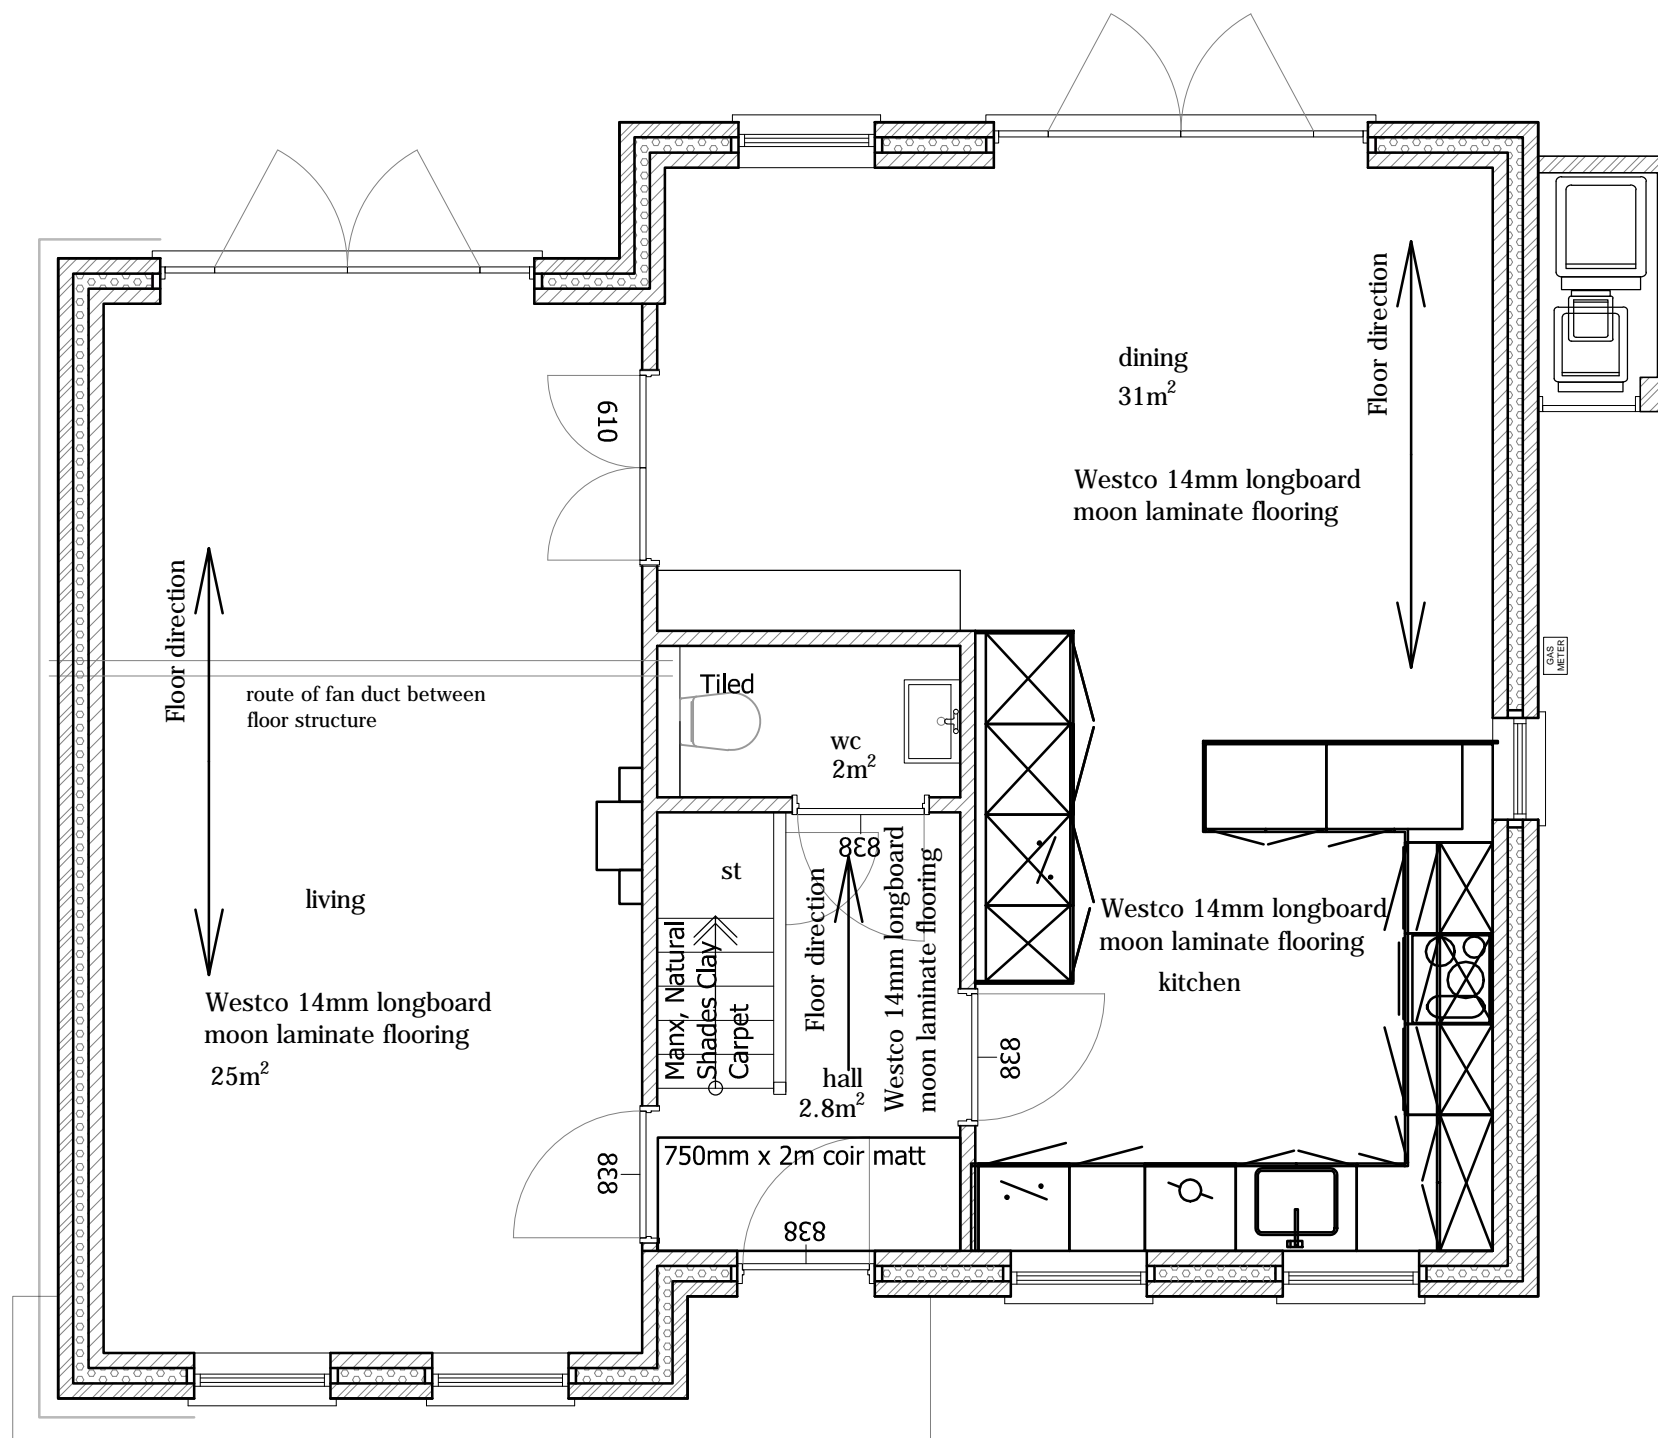 dining
31m²
Floor direction
Westco 14mm longboard
moon laminate flooring
610
Floor direction
route of fan duct between
floor structure
GAS
METER
Tiled
wc
2m²
838
st
living
Westco 14mm longboard
moon laminate flooring
25m²
Manx, Natural
Shades Clay
Carpet
Floor direction
Westco 14mm longboard
moon laminate flooring
hall
2.8m²
Westco 14mm longboard
moon laminate flooring
kitchen
838
838
750mm x 2m coir matt
838